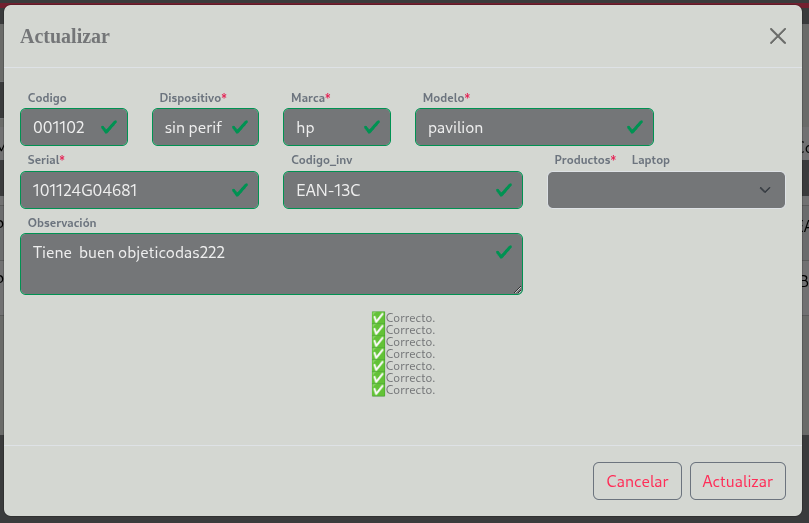 Actualizar
Codigo Dispositivo* Marca* Modelo*
001102 sin perif hp pavilion
Serial* Codigo_inv Productos* Laptop
101124G04681 EAN-13C
Observación
Tiene buen objeticodas222
✅Correcto.
✅Correcto.
✅Correcto.
✅Correcto.
✅Correcto.
✅Correcto.
✅Correcto.
Cancelar Actualizar